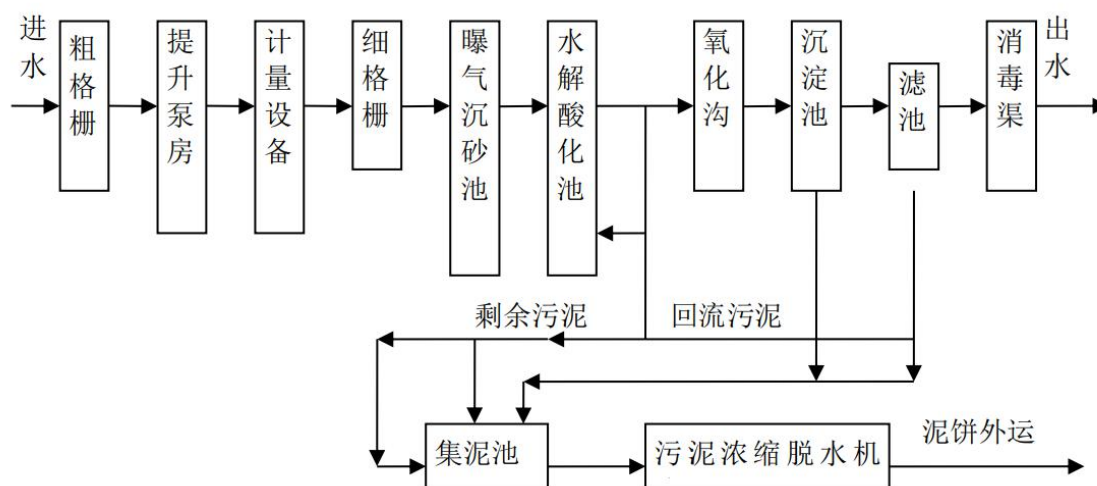 进水
粗格栅
提升泵房
计量设备
细格栅
曝气沉砂池
水解酸化池
氧化沟
沉淀池
滤池
消毒渠
出水
剩余污泥
回流污泥
集泥池
污泥浓缩脱水机
泥饼外运